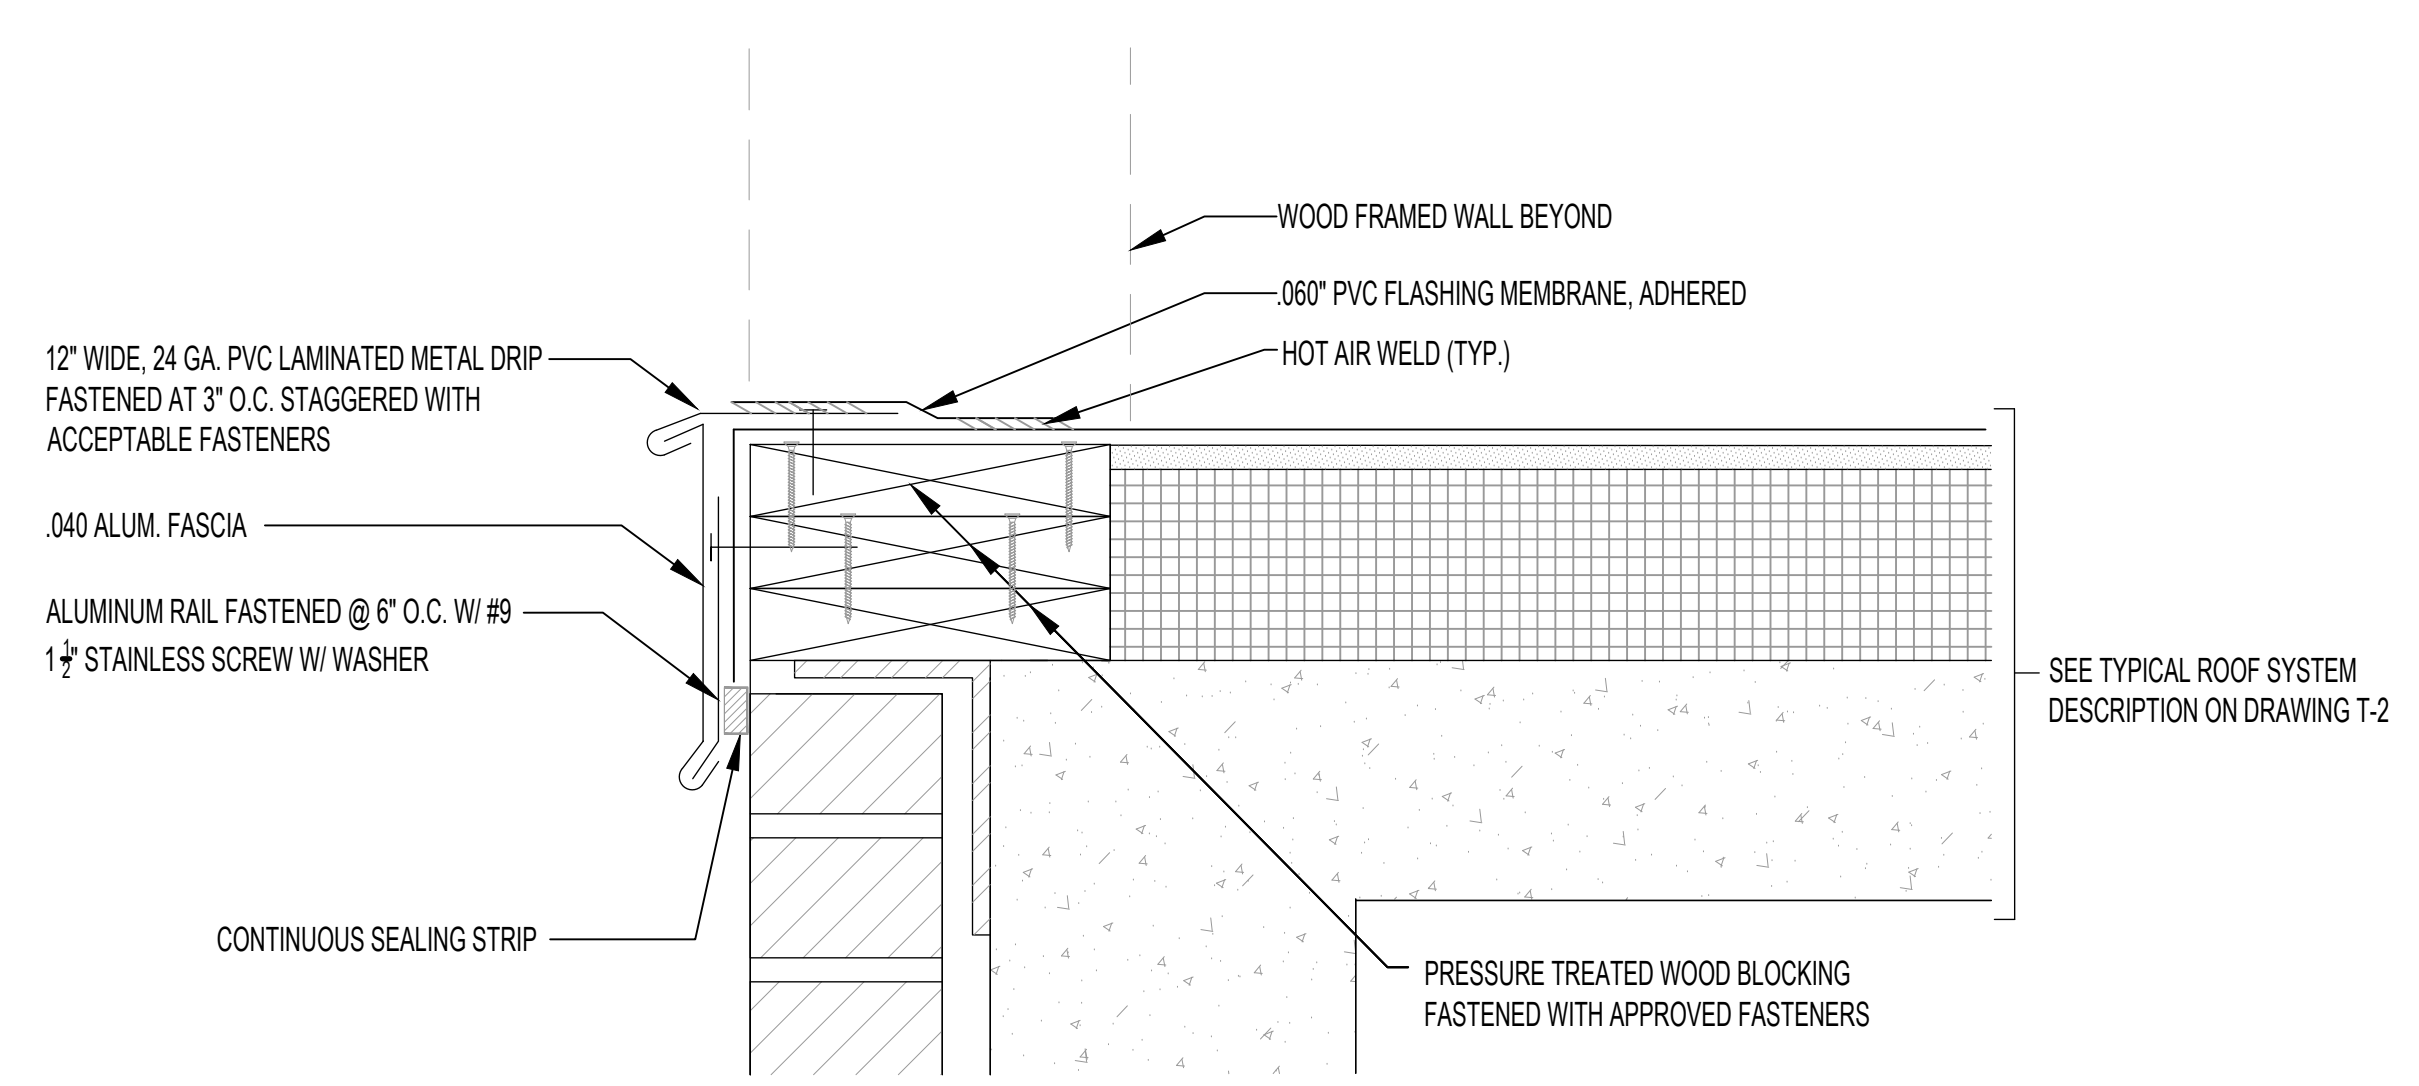 WOOD FRAMED WALL BEYOND
.060" PVC FLASHING MEMBRANE, ADHERED
HOT AIR WELD (TYP.)
12" WIDE, 24 GA. PVC LAMINATED METAL DRIP
FASTENED AT 3" O.C. STAGGERED WITH
ACCEPTABLE FASTENERS
.040 ALUM. FASCIA
ALUMINUM RAIL FASTENED @ 6" O.C. W/ #9
1 1/2" STAINLESS SCREW W/ WASHER
SEE TYPICAL ROOF SYSTEM
DESCRIPTION ON DRAWING T-2
CONTINUOUS SEALING STRIP
PRESSURE TREATED WOOD BLOCKING
FASTENED WITH APPROVED FASTENERS